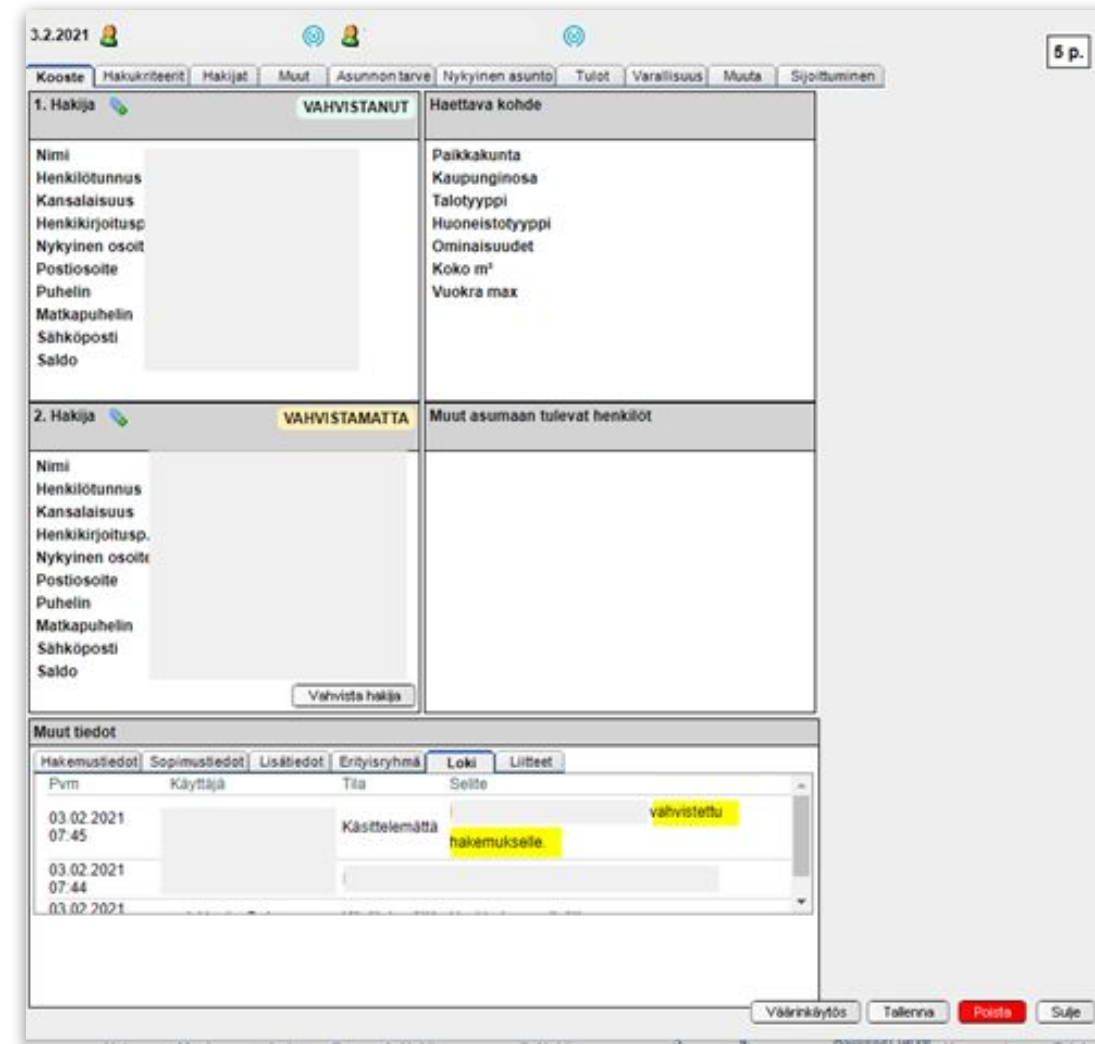 3.2.2021
5 p.
Kooste Hakukriteerit Hakijat Muut Asunnon tarve Nykyinen asunto Tulot Varallisuus Muuta Sijoittuminen
1. Hakija VAHVISTANUT
Nimi
Henkilötunnus
Kansalaisuus
Henkikirjoitusp
Nykyinen osoit
Postiosoite
Puhelin
Matkapuhelin
Sähköposti
Saldo
Haettava kohde
Paikkakunta
Kaupunginosa
Talotyyppi
Huoneistotyyppi
Ominaisuudet
Koko m²
Vuokra max
2. Hakija VAHVISTAMATTA
Nimi
Henkilötunnus
Kansalaisuus
Henkikirjoitusp.
Nykyinen osoite
Postiosoite
Puhelin
Matkapuhelin
Sähköposti
Saldo
Vahvista hakija
Muut asumaan tulevat henkilöt
Muut tiedot
Hakemustiedot Sopimustiedot Lisätiedot Erityisryhmä Loki Liitteet
Pvm Käyttäjä Tila Selite
03.02.2021
07:45
Käsittelemättä
vahvistettu
hakemukselle.
03.02.2021
07:44
03.02.2021
Väärinkäytös Tallenna Poista Sulje